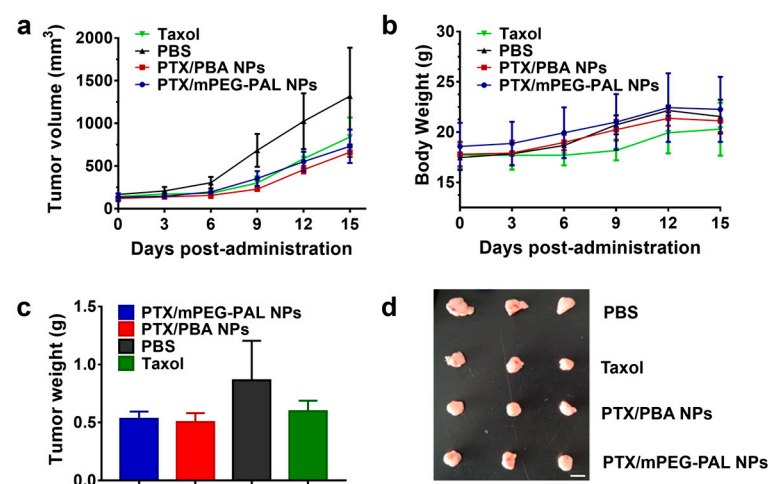 a
Taxol
PBS
PTX/PBA NPs
PTX/mPEG-PAL NPs
Tumor volume (mm³)
2000
1500
1000
500
0
0 3 6 9 12 15
Days post-administration
b
Taxol
PBS
PTX/PBA NPs
PTX/mPEG-PAL NPs
Body Weight (g)
30
25
20
15
0 3 6 9 12 15
Days post-administration
c
PTX/mPEG-PAL NPs
PTX/PBA NPs
PBS
Taxol
Tumor weight (g)
1.5
1.0
0.5
0.0
d
PBS
Taxol
PTX/PBA NPs
PTX/mPEG-PAL NPs